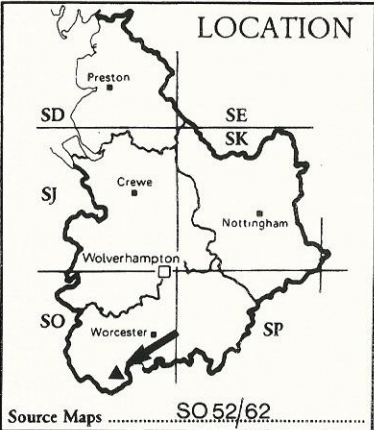 LOCATION
Preston
SD
SE
SK
SJ
Crewe
Nottingham
Wolverhampton
SO
Worcester
SP
Source Maps .......................SO 52/62.......................